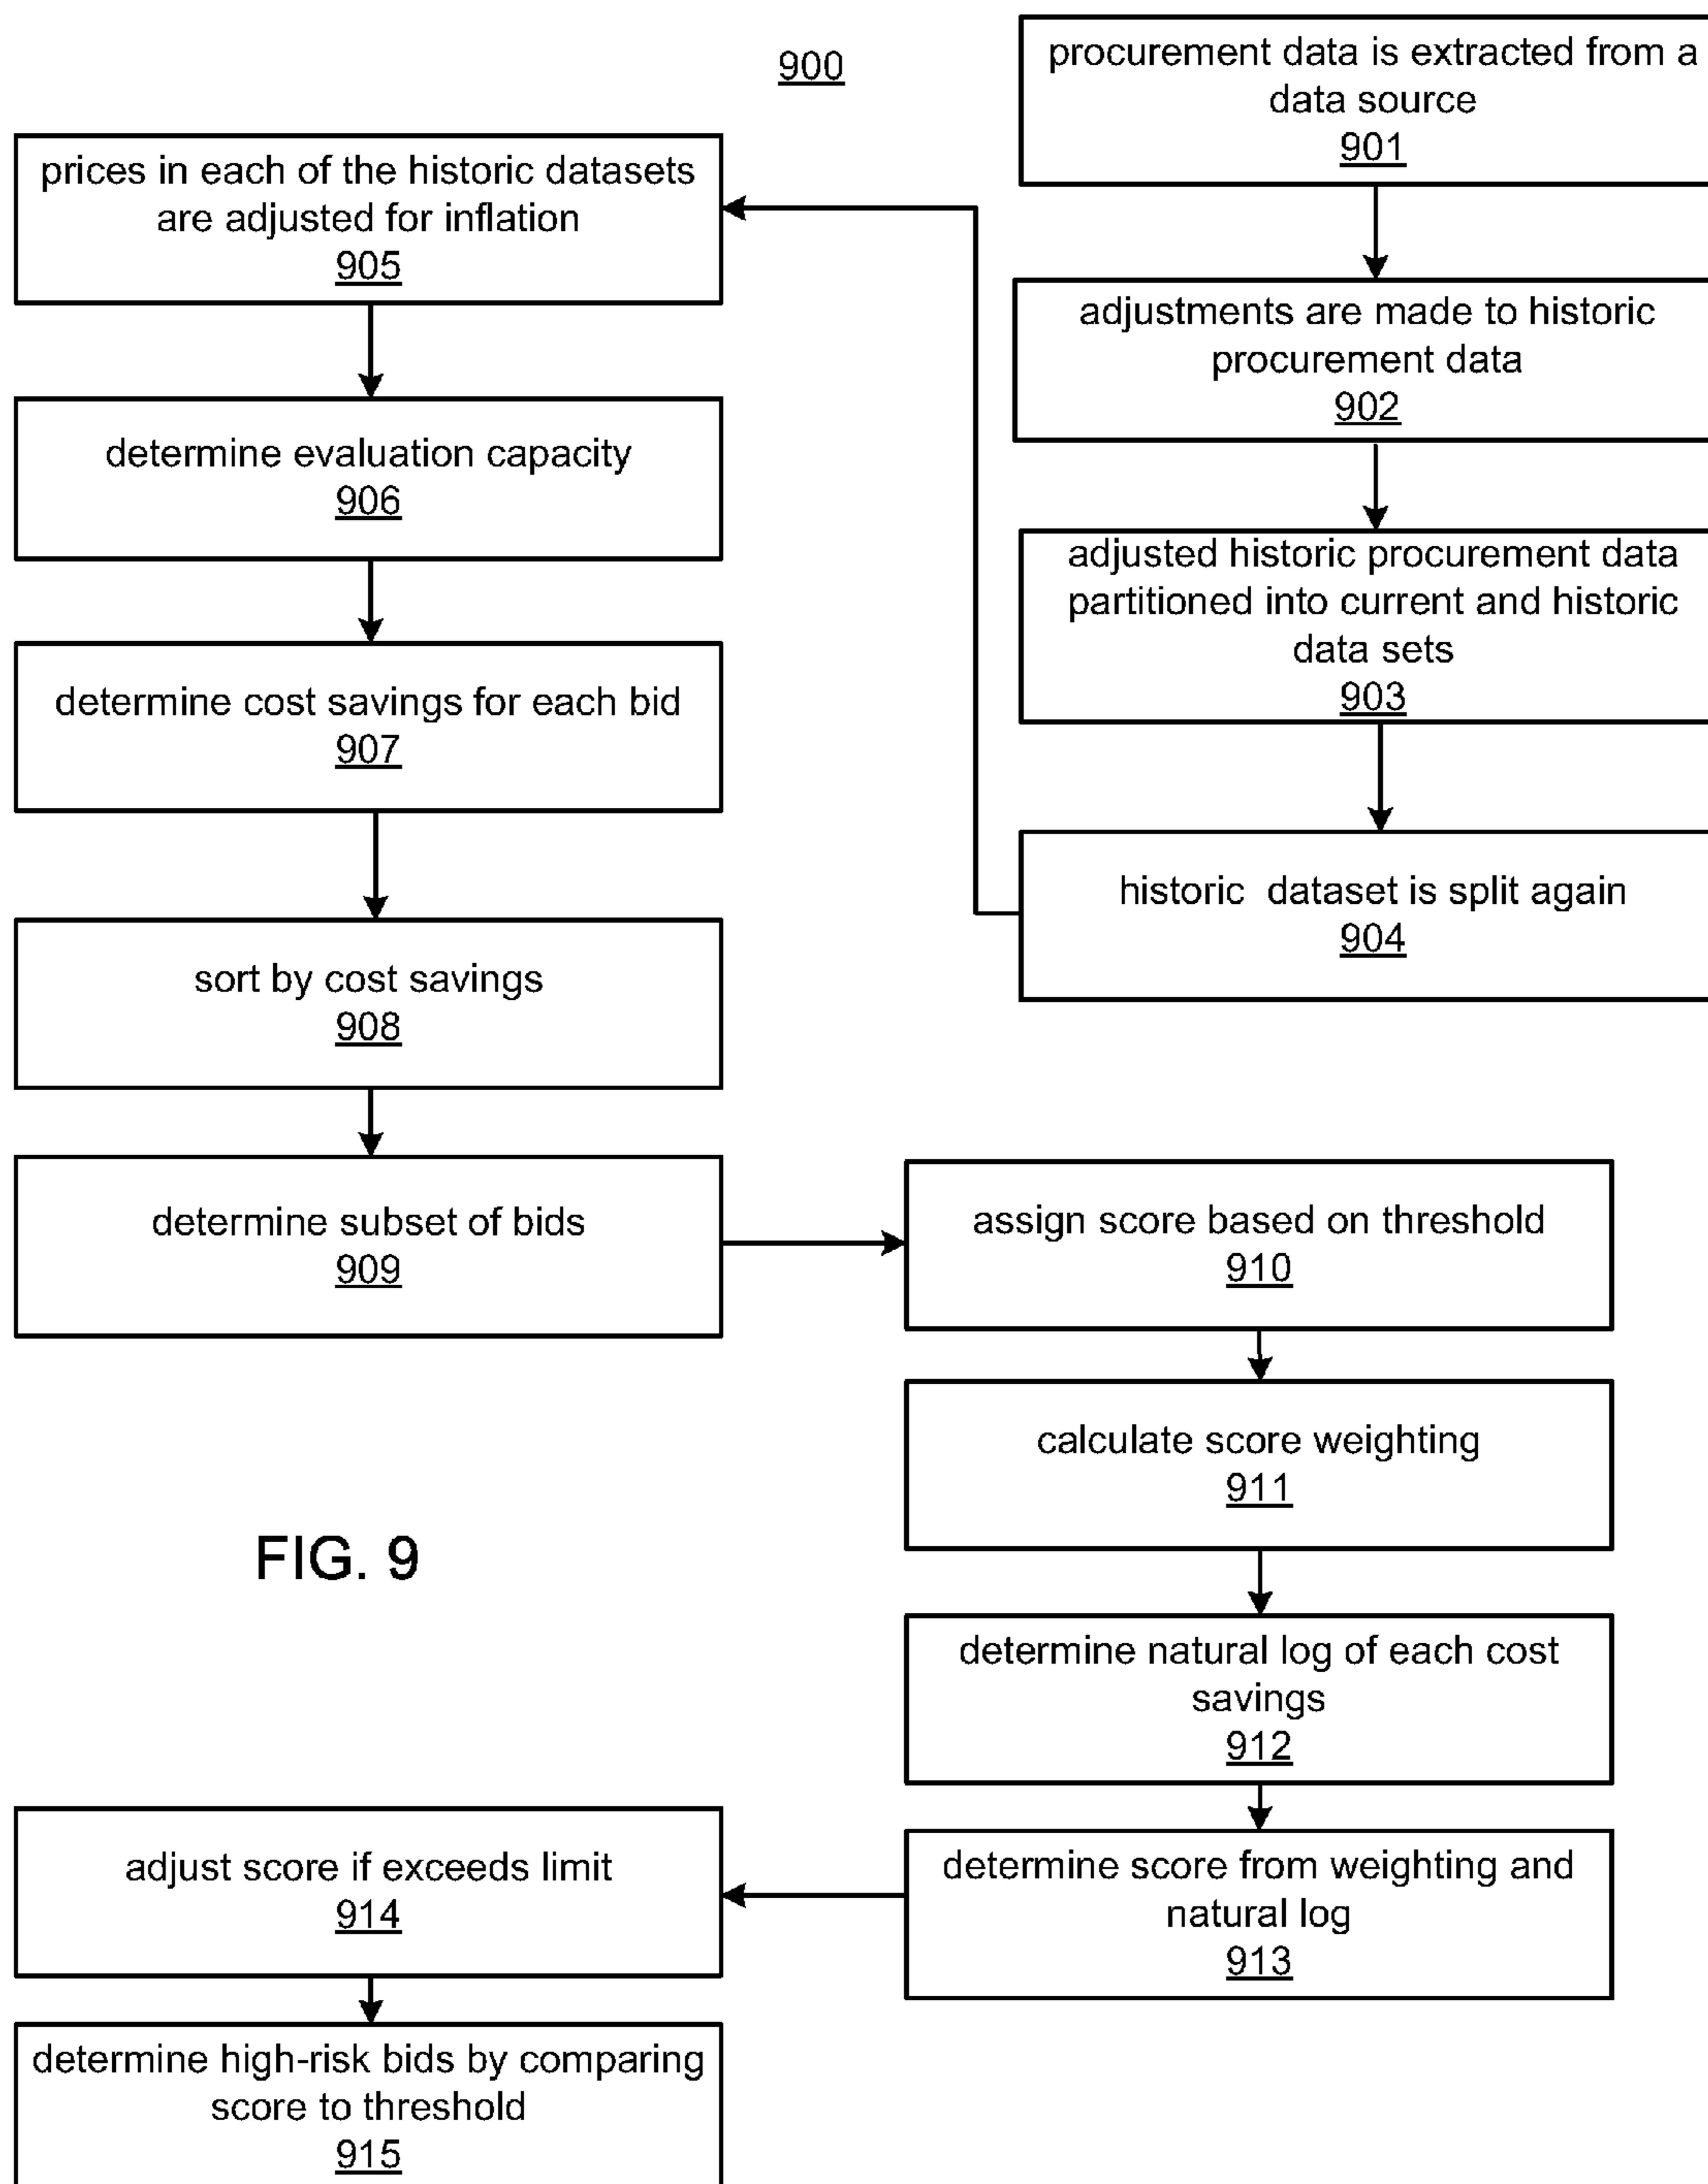 900
procurement data is extracted from a
data source
901
adjustments are made to historic
procurement data
902
adjusted historic procurement data
partitioned into current and historic
data sets
903
historic dataset is split again
904
prices in each of the historic datasets
are adjusted for inflation
905
determine evaluation capacity
906
determine cost savings for each bid
907
sort by cost savings
908
determine subset of bids
909
assign score based on threshold
910
calculate score weighting
911
determine natural log of each cost
savings
912
determine score from weighting and
natural log
913
adjust score if exceeds limit
914
determine high-risk bids by comparing
score to threshold
915
FIG. 9